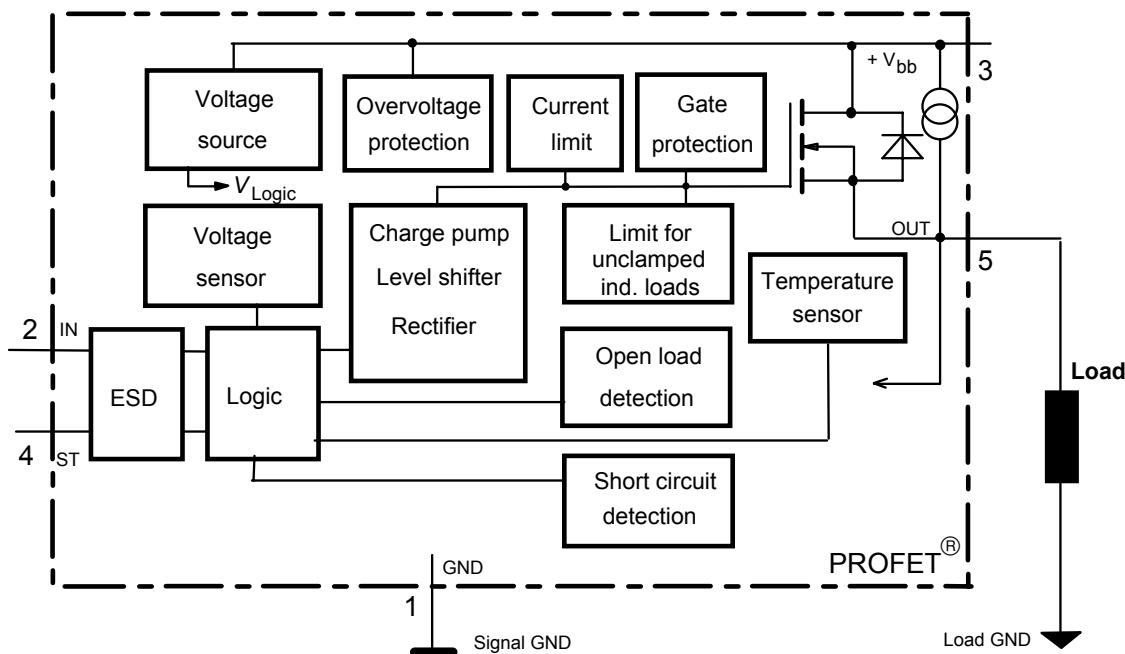 + Vbb
3
Voltage
source
Overvoltage
protection
Current
limit
Gate
protection
VLogic
Voltage
sensor
Charge pump
Level shifter
Rectifier
Limit for
unclamped
ind. loads
OUT
5
Temperature
sensor
2 IN
ESD
Logic
Open load
detection
Load
4 ST
Short circuit
detection
PROFET®
GND
1
Signal GND
Load GND